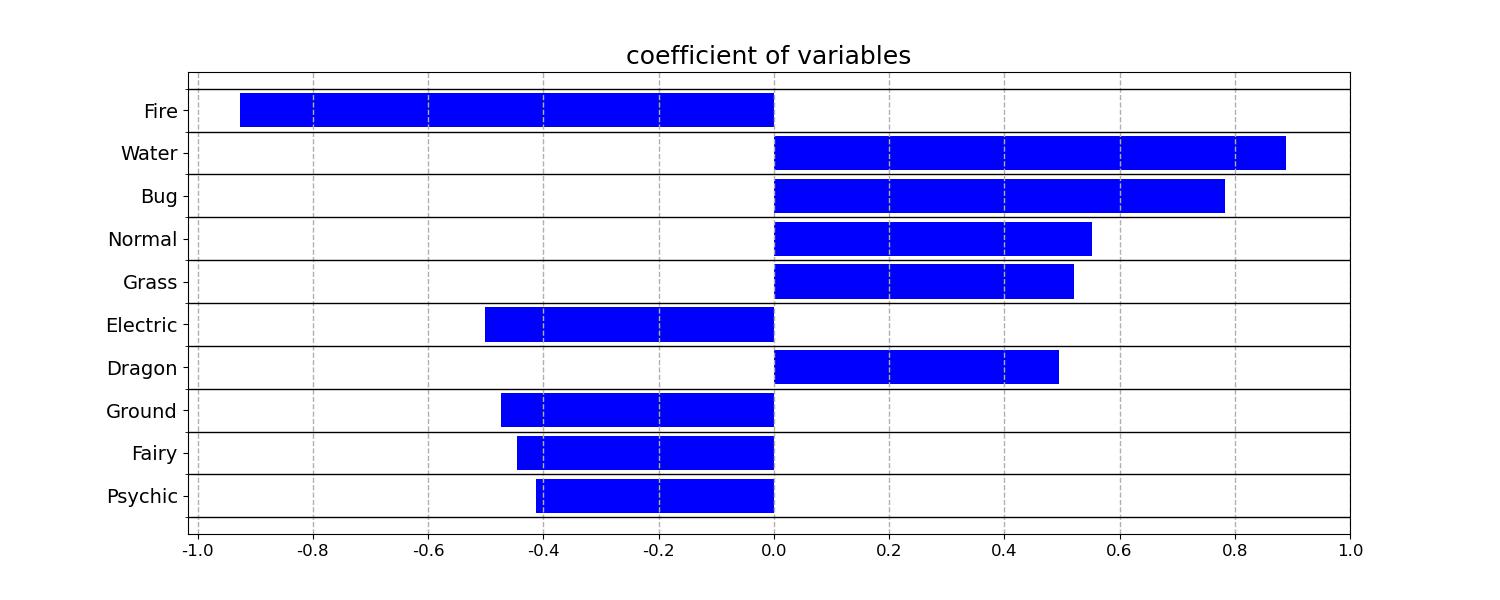 coefficient of variables
Fire
Water
Bug
Normal
Grass
Electric
Dragon
Ground
Fairy
Psychic
-1.0 -0.8 -0.6 -0.4 -0.2 0.0 0.2 0.4 0.6 0.8 1.0